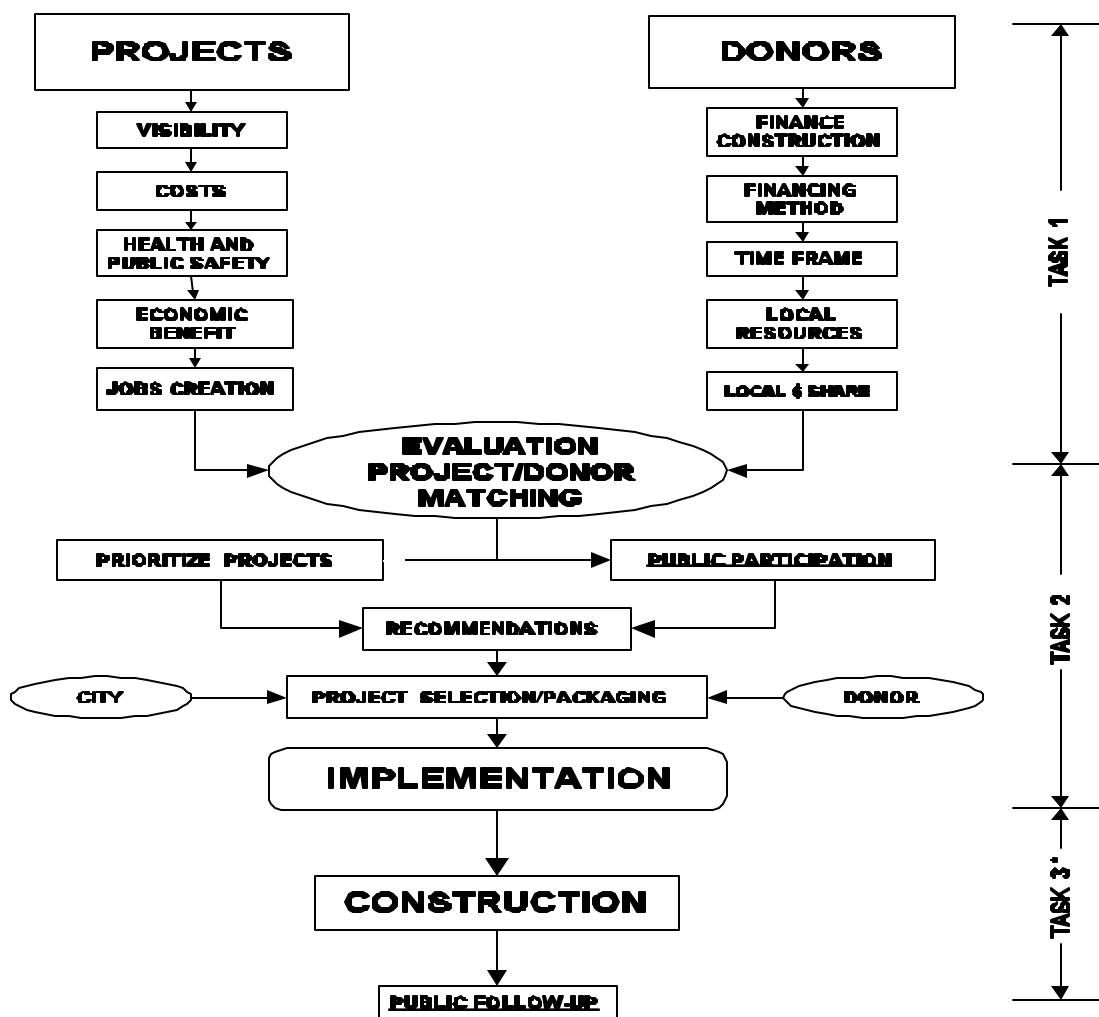 PROJECTS
VISIBILITY
COSTS
HEALTH AND
PUBLIC SAFETY
ECONOMIC
BENEFIT
JOBS CREATION
DONORS
FINANCE
CONSTRUCTION
FINANCING
METHOD
TIME FRAME
LOCAL
RESOURCES
LOCAL $ SHARE
EVALUATION
PROJECT/DONOR
MATCHING
PRIORITIZE PROJECTS
PUBLIC PARTICIPATION
RECOMMENDATIONS
CITY
PROJECT SELECTION/PACKAGING
DONOR
IMPLEMENTATION
CONSTRUCTION
PUBLIC FOLLOW-UP
TASK 1
TASK 2
TASK 3*